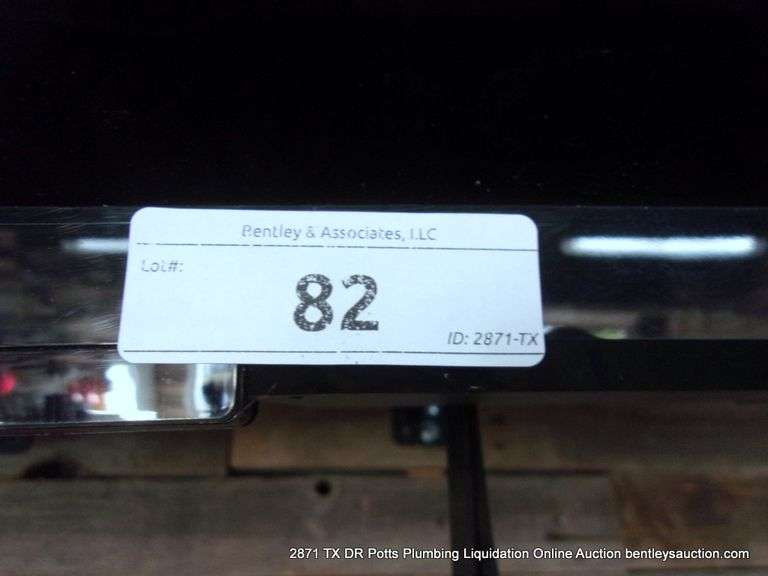 Bentley & Associates, LLC
Lot#:
82
ID: 2871-TX
2871 TX DR Potts Plumbing Liquidation Online Auction bentleysauction.com